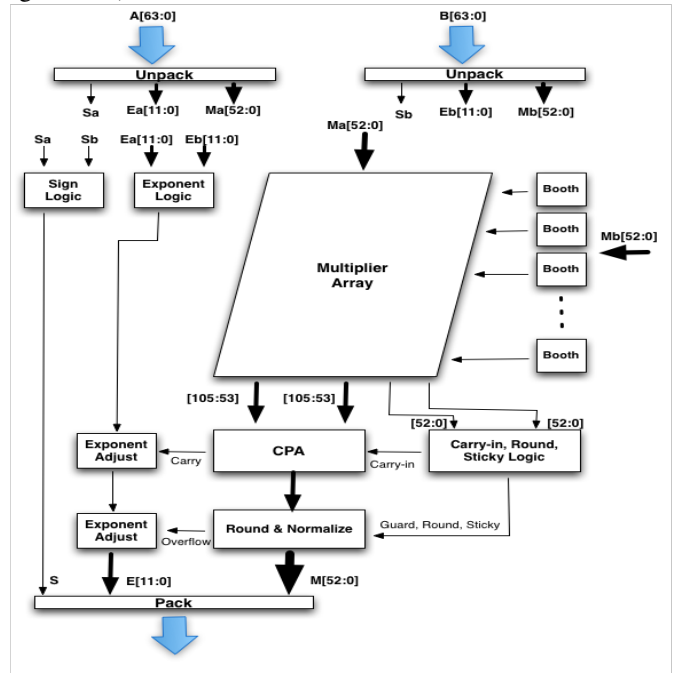 A[63:0]
B[63:0]
Unpack
Unpack
Sa
Ea[11:0]
Ma[52:0]
Sb
Eb[11:0]
Mb[52:0]
Sa
Sb
Ea[11:0]
Eb[11:0]
Ma[52:0]
Sign
Logic
Exponent
Logic
Booth
Booth
Mb[52:0]
Booth
Multiplier
Array
Booth
[105:53]
[105:53]
[52:0]
[52:0]
Exponent
Adjust
Carry
CPA
Carry-in
Carry-in, Round,
Sticky Logic
Exponent
Adjust
Overflow
Round & Normalize
Guard, Round, Sticky
S
E[11:0]
M[52:0]
Pack